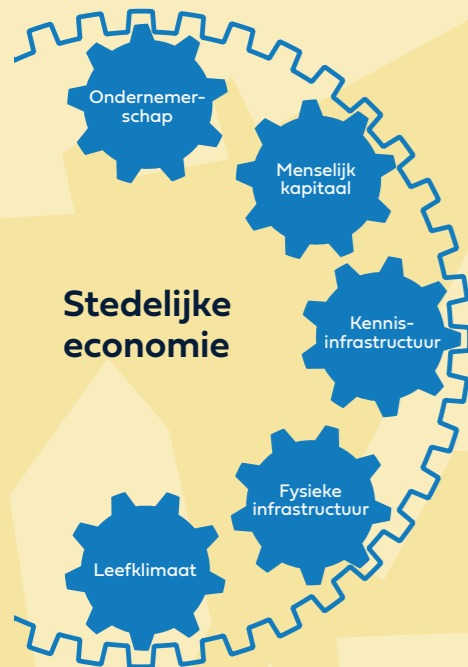 Ondernemer-
schap
Menselijk
kapitaal
Stedelijke
economie
Kennis-
infrastructuur
Fysieke
infrastructuur
Leefklimaat